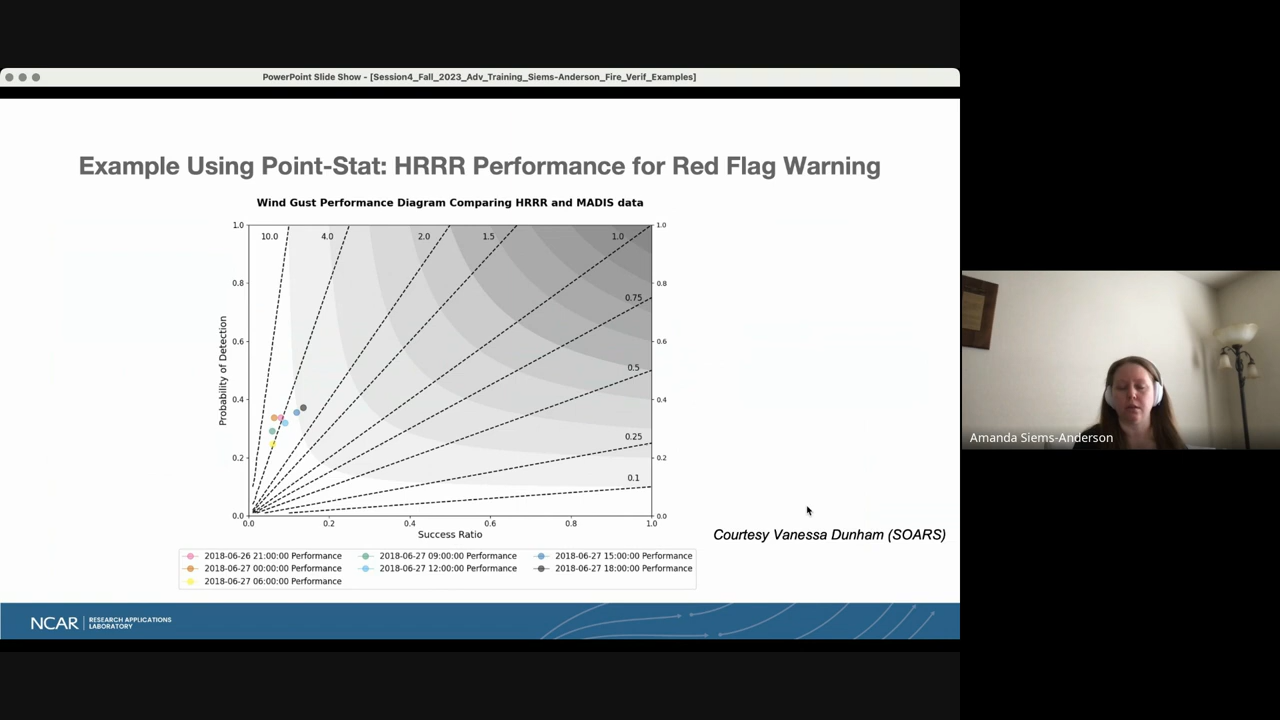 PowerPoint Slide Show - [Session4_Fall_2023_Adv_Training_Siems-Anderson_Fire_Verif_Examples]
Example Using Point-Stat: HRRR Performance for Red Flag Warning
Wind Gust Performance Diagram Comparing HRRR and MADIS data
1.0 10.0 4.0 2.0 1.5 1.0 1.0
0.8 0.75 0.8
0.6 0.6
0.5
0.4 0.4
0.25
0.2 0.2
0.1
0.0 0.0
0.0 0.2 0.4 0.6 0.8 1.0
Probability of Detection
Success Ratio
2018-06-26 21:00:00 Performance 2018-06-27 09:00:00 Performance 2018-06-27 15:00:00 Performance
2018-06-27 00:00:00 Performance 2018-06-27 12:00:00 Performance 2018-06-27 18:00:00 Performance
2018-06-27 06:00:00 Performance
Courtesy Vanessa Dunham (SOARS)
NCAR
RESEARCH APPLICATIONS
LABORATORY
Amanda Siems-Anderson